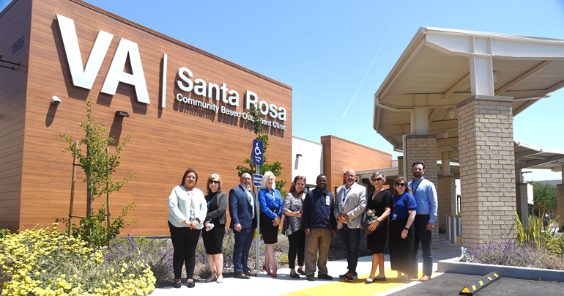 VA
Santa Rosa
Community Based Outpatient Clinic